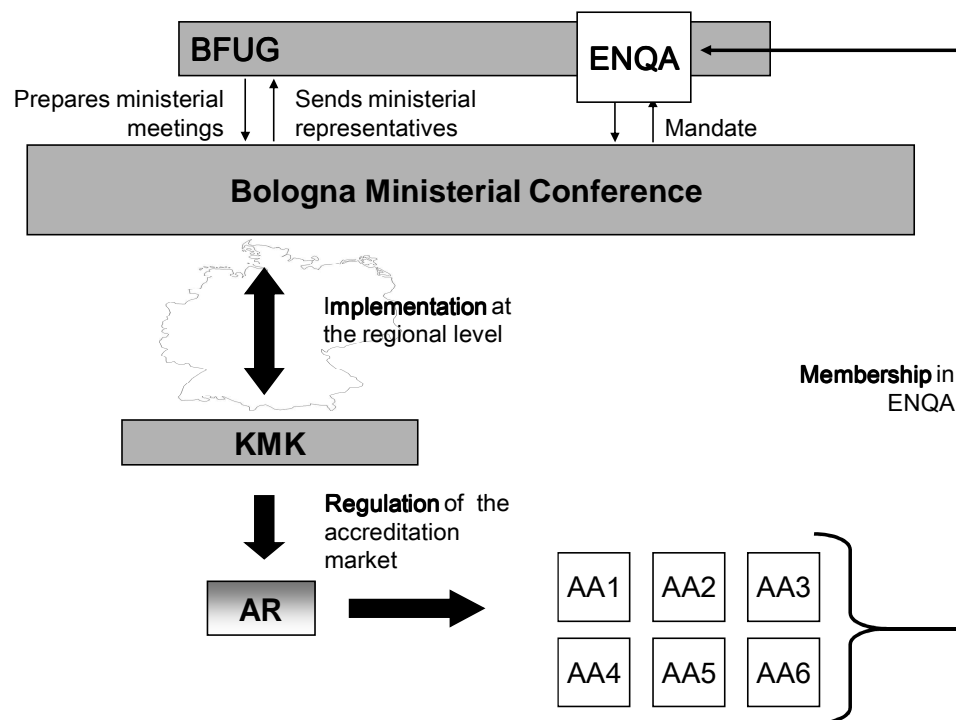 BFUG
ENQA
Prepares ministerial
meetings
Sends ministerial
representatives
Mandate
Bologna Ministerial Conference
Implementation at
the regional level
Membership in
ENQA
KMK
Regulation of the
accreditation
market
AR
AA1 AA2 AA3
AA4 AA5 AA6